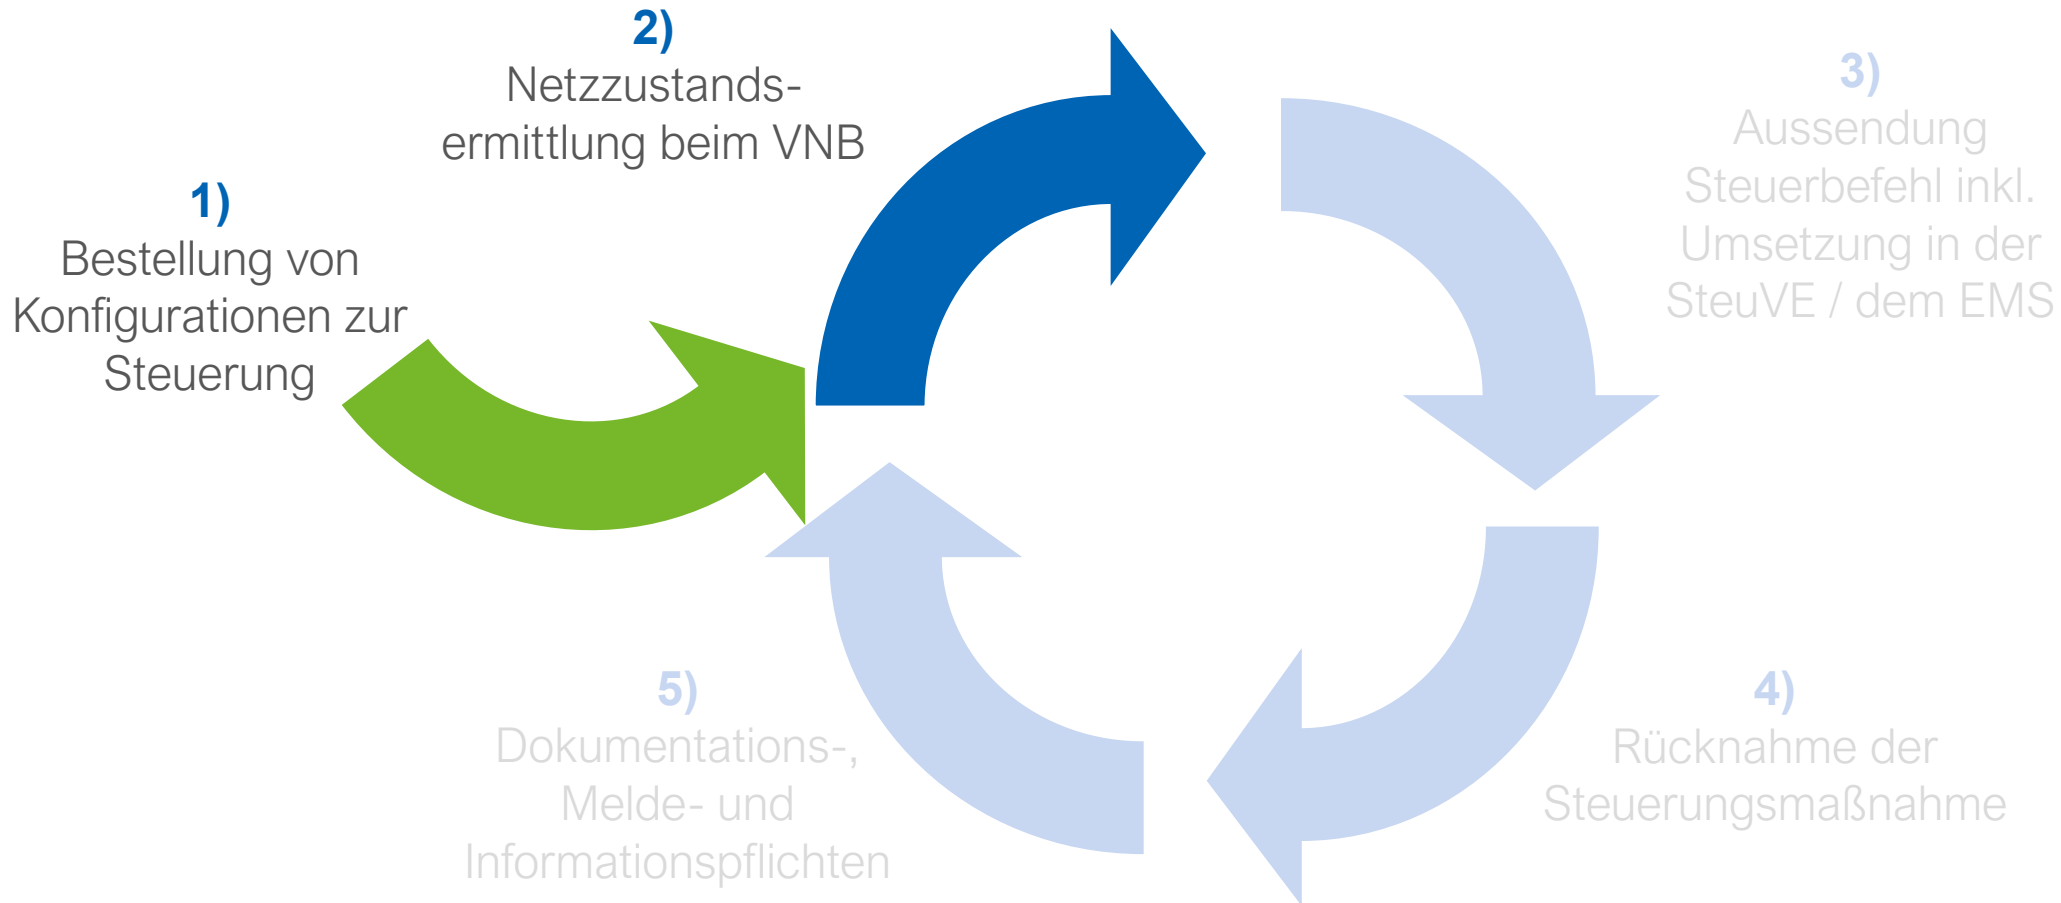 1)
Bestellung von
Konfigurationen zur
Steuerung
2)
Netzzustands-
ermittlung beim VNB
3)
Aussendung
Steuerbefehl inkl.
Umsetzung in der
SteuVE / dem EMS
4)
Rücknahme der
Steuerungsmaßnahme
5)
Dokumentations-,
Melde- und
Informationspflichten